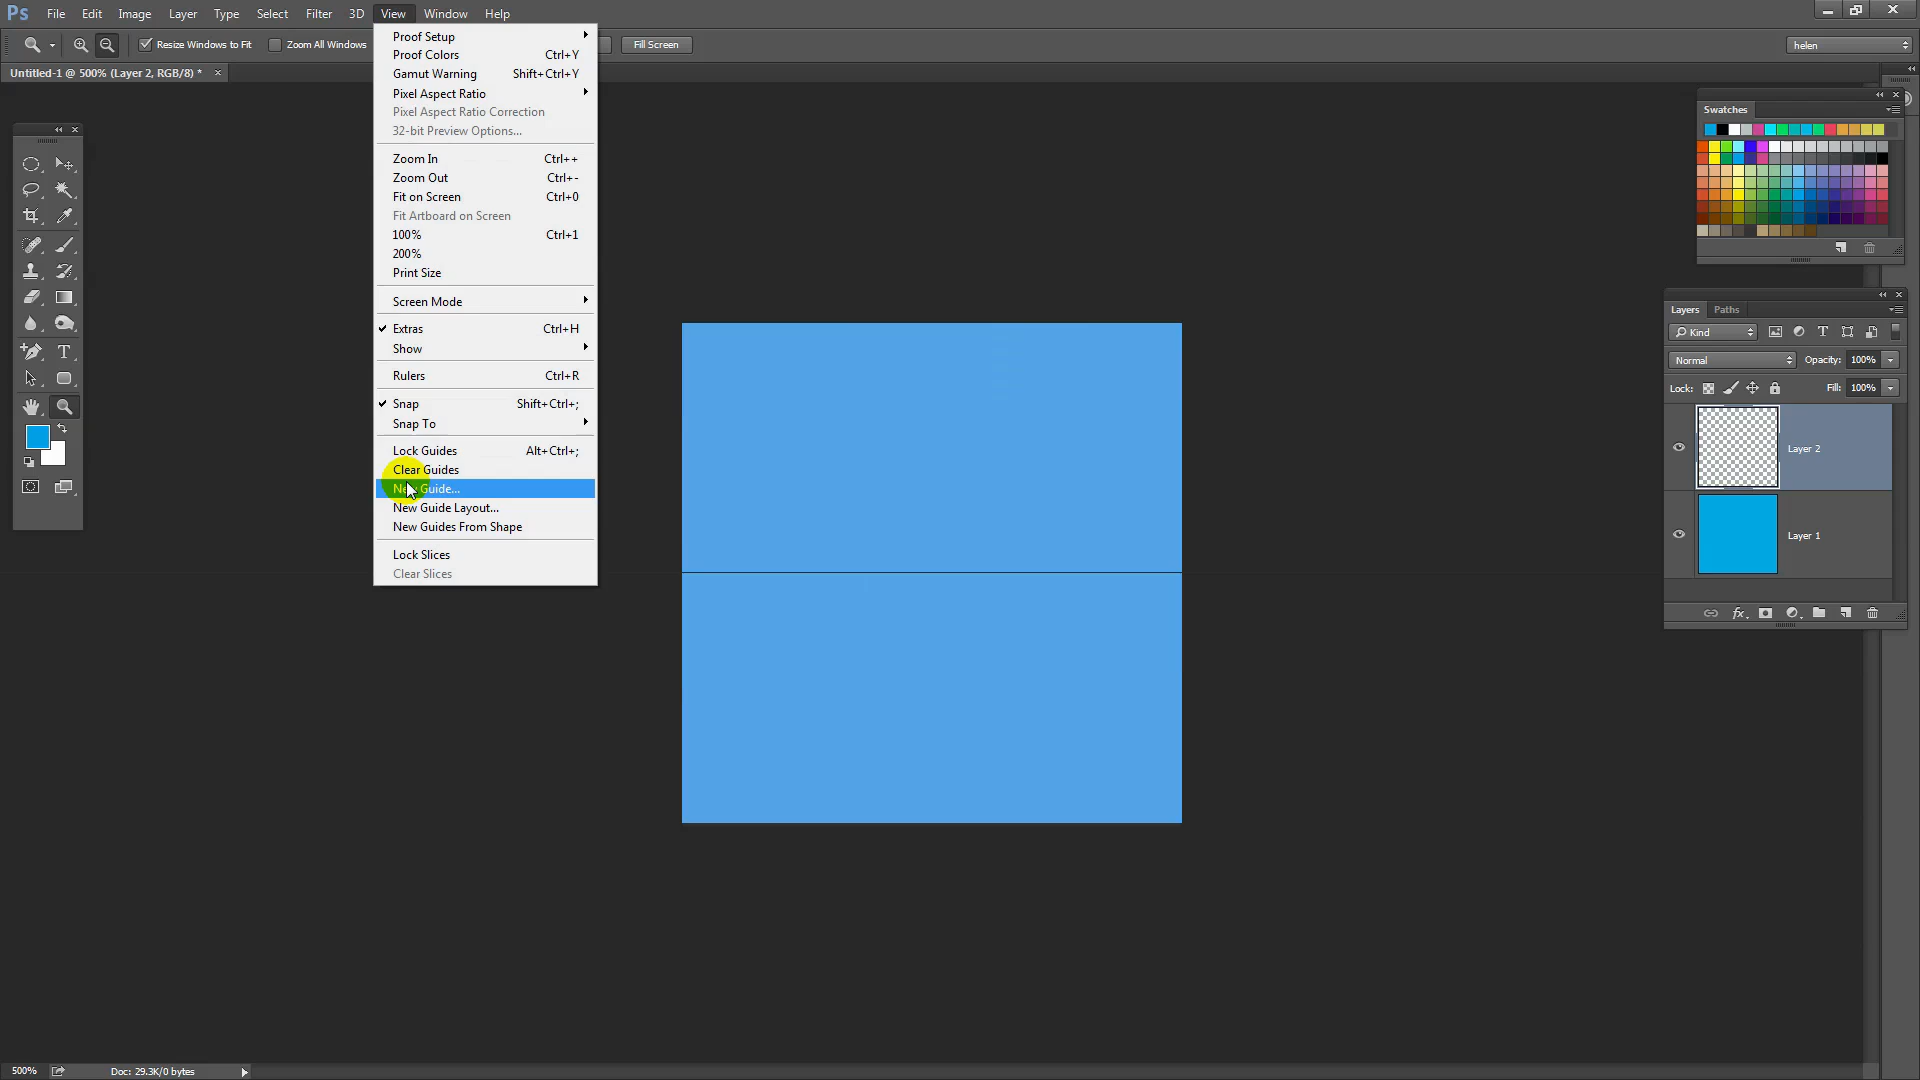 Ps File Edit Image Layer Type Select Filter 3D View Window Help
Resize Windows to Fit Zoom All Windows Fill Screen helen
Untitled-1 @ 500% (Layer 2, RGB/8) *
Proof Setup
Proof Colors Ctrl+Y
Gamut Warning Shift+Ctrl+Y
Pixel Aspect Ratio
Pixel Aspect Ratio Correction
32-bit Preview Options...
Zoom In Ctrl++
Zoom Out Ctrl+-
Fit on Screen Ctrl+0
Fit Artboard on Screen
100% Ctrl+1
200%
Print Size
Screen Mode
Extras Ctrl+H
Show
Rulers Ctrl+R
Snap Shift+Ctrl+;
Snap To
Lock Guides Alt+Ctrl+;
Clear Guides
New Guide...
New Guide Layout...
New Guides From Shape
Lock Slices
Clear Slices
Swatches
Layers Paths
Kind
Normal Opacity: 100%
Lock: Fill: 100%
Layer 2
Layer 1
500% Doc: 29.3K/0 bytes